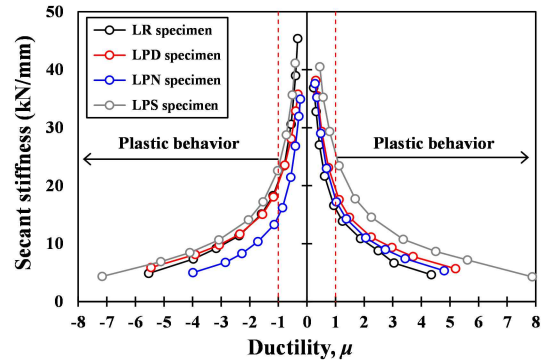 LR specimen
LPD specimen
LPN specimen
LPS specimen
Plastic behavior
Plastic behavior
Secant stiffness (kN/mm)
50
40
30
20
10
0
-8 -7 -6 -5 -4 -3 -2 -1 0 1 2 3 4 5 6 7 8
Ductility, μ